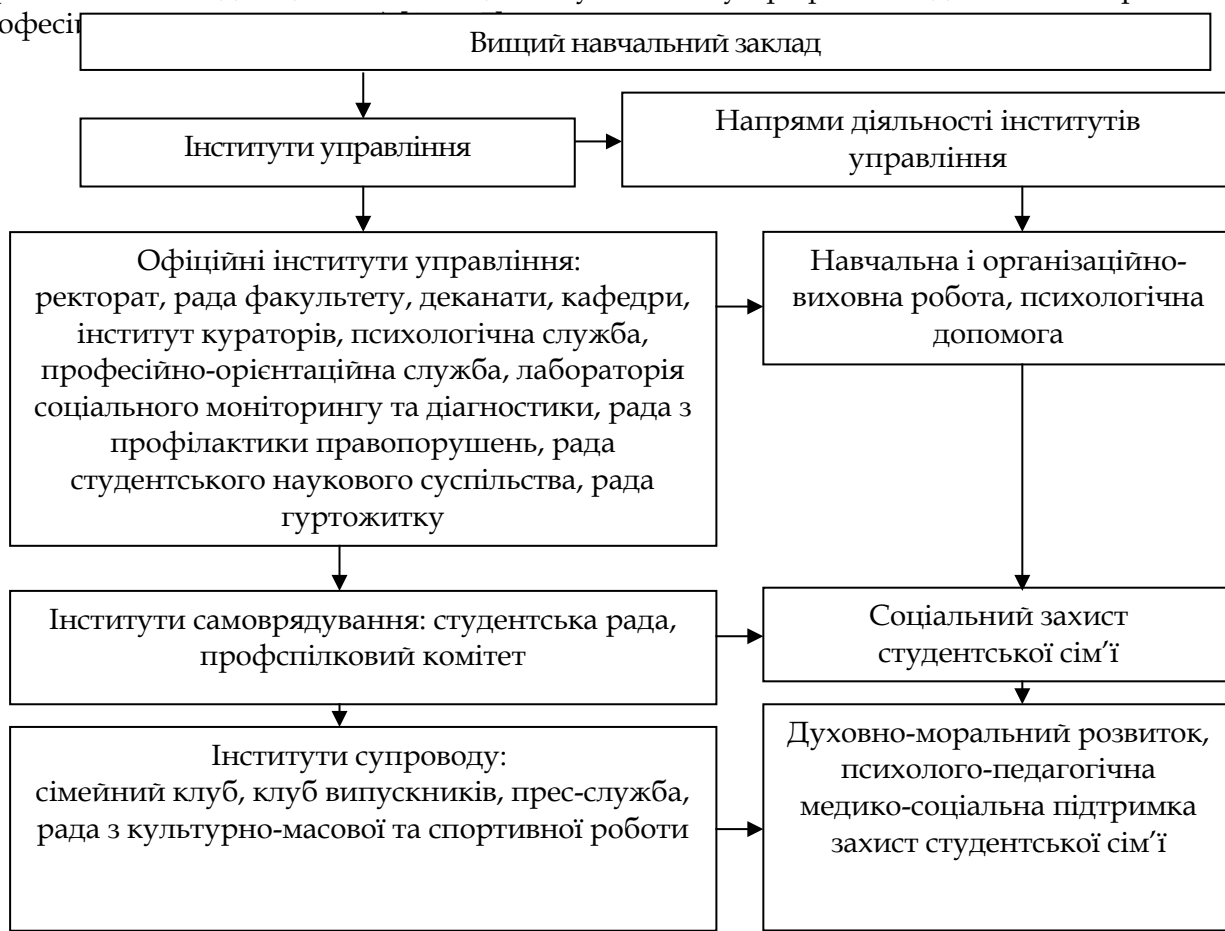 Вищий навчальний заклад
Інститути управління
Напрями діяльності інститутів
управління
Офіційні інститути управління:
ректорат, рада факультету, деканати, кафедри,
інститут кураторів, психологічна служба,
професійно-орієнтаційна служба, лабораторія
соціального моніторингу та діагностики, рада з
профілактики правопорушень, рада
студентського наукового суспільства, рада
гуртожитку
Навчальна і організаційно-
виховна робота, психологічна
допомога
Інститути самоврядування: студентська рада,
профспілковий комітет
Соціальний захист
студентської сім’ї
Інститути супроводу:
сімейний клуб, клуб випускників, прес-служба,
рада з культурно-масової та спортивної роботи
Духовно-моральний розвиток,
психолого-педагогічна
медико-соціальна підтримка
захист студентської сім’ї